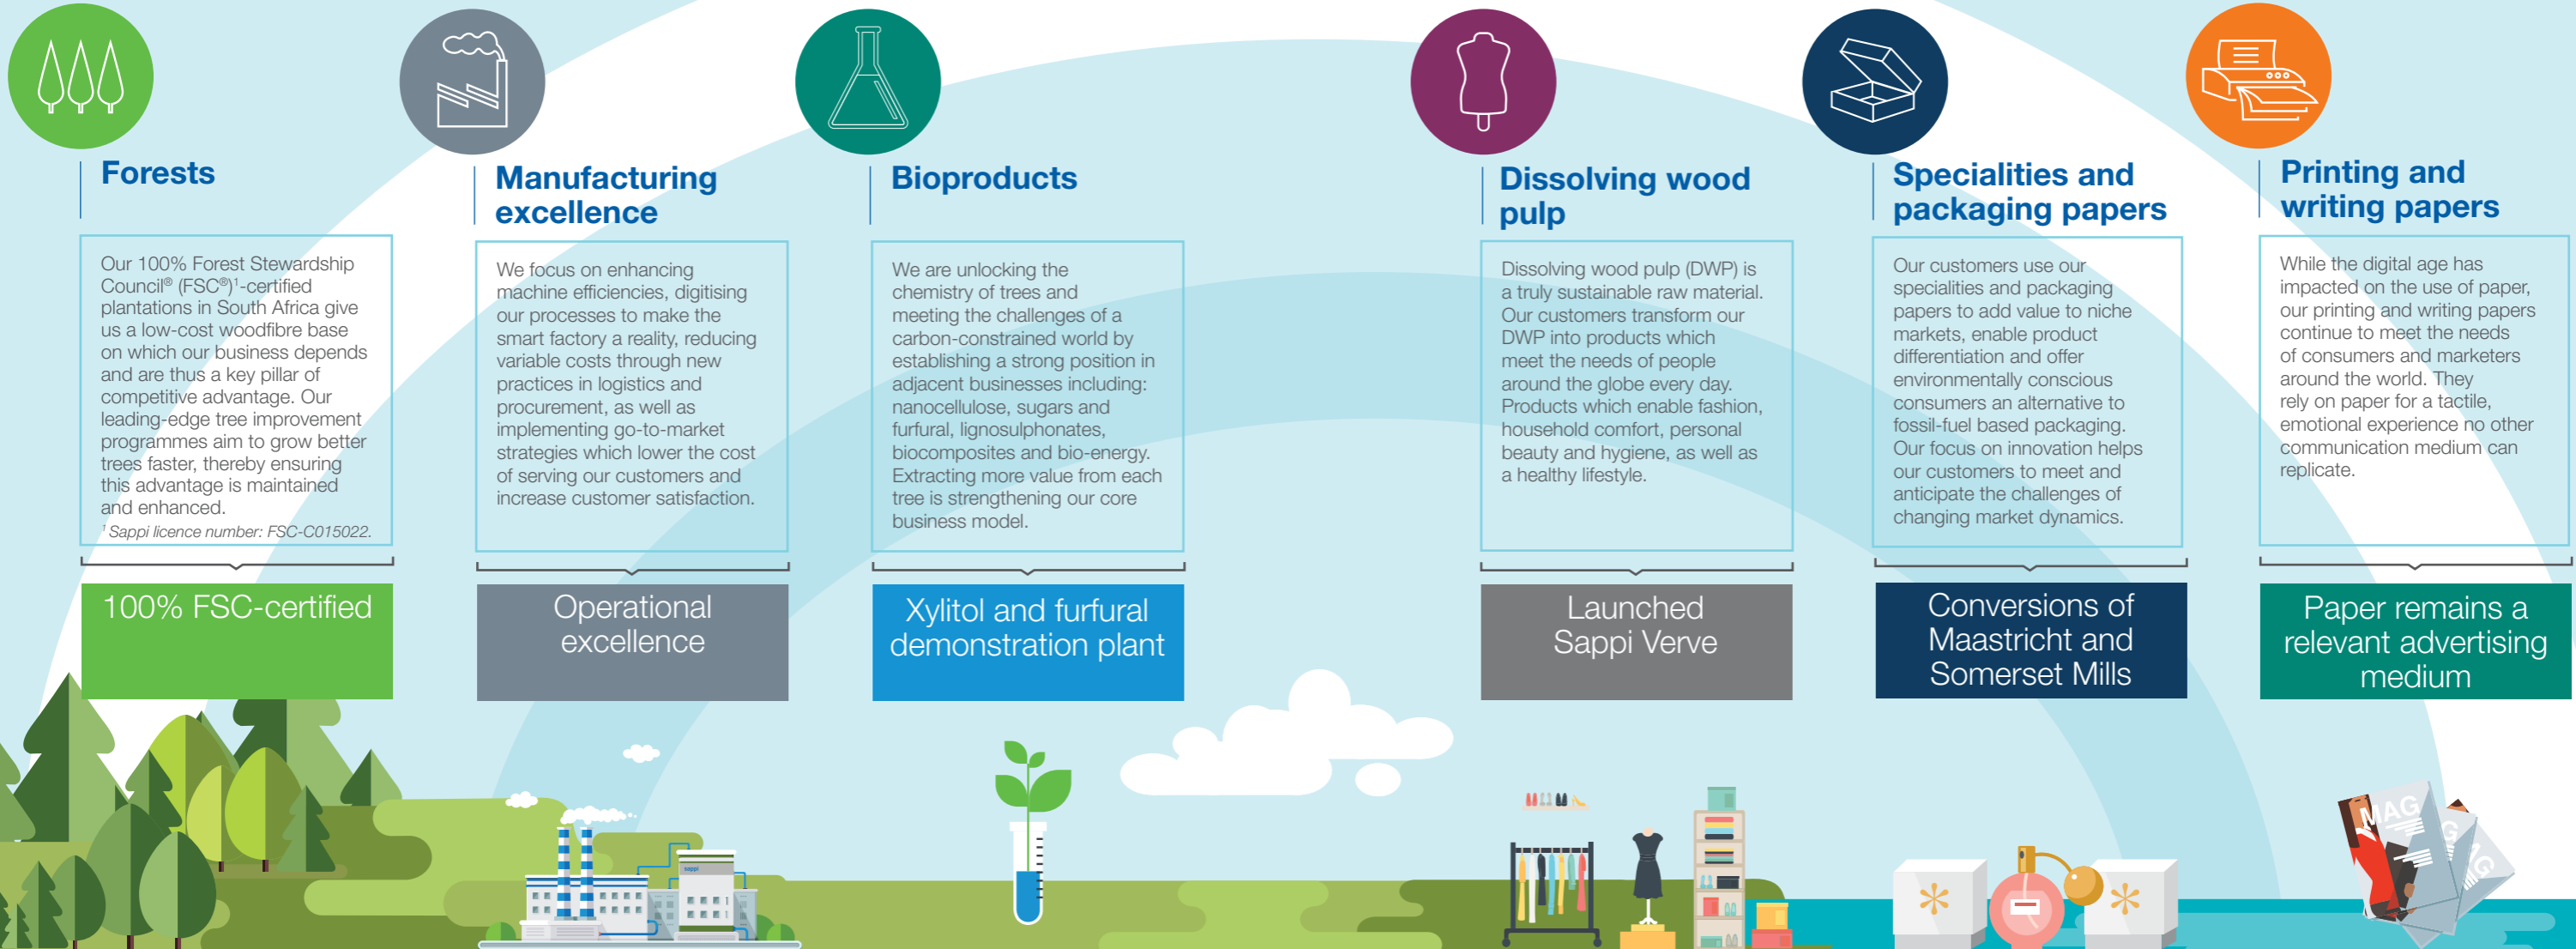 Forests
Our 100% Forest Stewardship
Council® (FSC®)¹-certified
plantations in South Africa give
us a low-cost woodfibre base
on which our business depends
and are thus a key pillar of
competitive advantage. Our
leading-edge tree improvement
programmes aim to grow better
trees faster, thereby ensuring
this advantage is maintained
and enhanced.
¹ Sappi licence number: FSC-C015022.
100% FSC-certified
Manufacturing
excellence
We focus on enhancing
machine efficiencies, digitising
our processes to make the
smart factory a reality, reducing
variable costs through new
practices in logistics and
procurement, as well as
implementing go-to-market
strategies which lower the cost
of serving our customers and
increase customer satisfaction.
Operational
excellence
Bioproducts
We are unlocking the
chemistry of trees and
meeting the challenges of a
carbon-constrained world by
establishing a strong position in
adjacent businesses including:
nanocellulose, sugars and
furfural, lignosulphonates,
biocomposites and bio-energy.
Extracting more value from each
tree is strengthening our core
business model.
Xylitol and furfural
demonstration plant
Dissolving wood
pulp
Dissolving wood pulp (DWP) is
a truly sustainable raw material.
Our customers transform our
DWP into products which
meet the needs of people
around the globe every day.
Products which enable fashion,
household comfort, personal
beauty and hygiene, as well as
a healthy lifestyle.
Launched
Sappi Verve
Specialities and
packaging papers
Our customers use our
specialities and packaging
papers to add value to niche
markets, enable product
differentiation and offer
environmentally conscious
consumers an alternative to
fossil-fuel based packaging.
Our focus on innovation helps
our customers to meet and
anticipate the challenges of
changing market dynamics.
Conversions of
Maastricht and
Somerset Mills
Printing and
writing papers
While the digital age has
impacted on the use of paper,
our printing and writing papers
continue to meet the needs
of consumers and marketers
around the world. They
rely on paper for a tactile,
emotional experience no other
communication medium can
replicate.
Paper remains a
relevant advertising
medium
sappi
MAG
G
AG